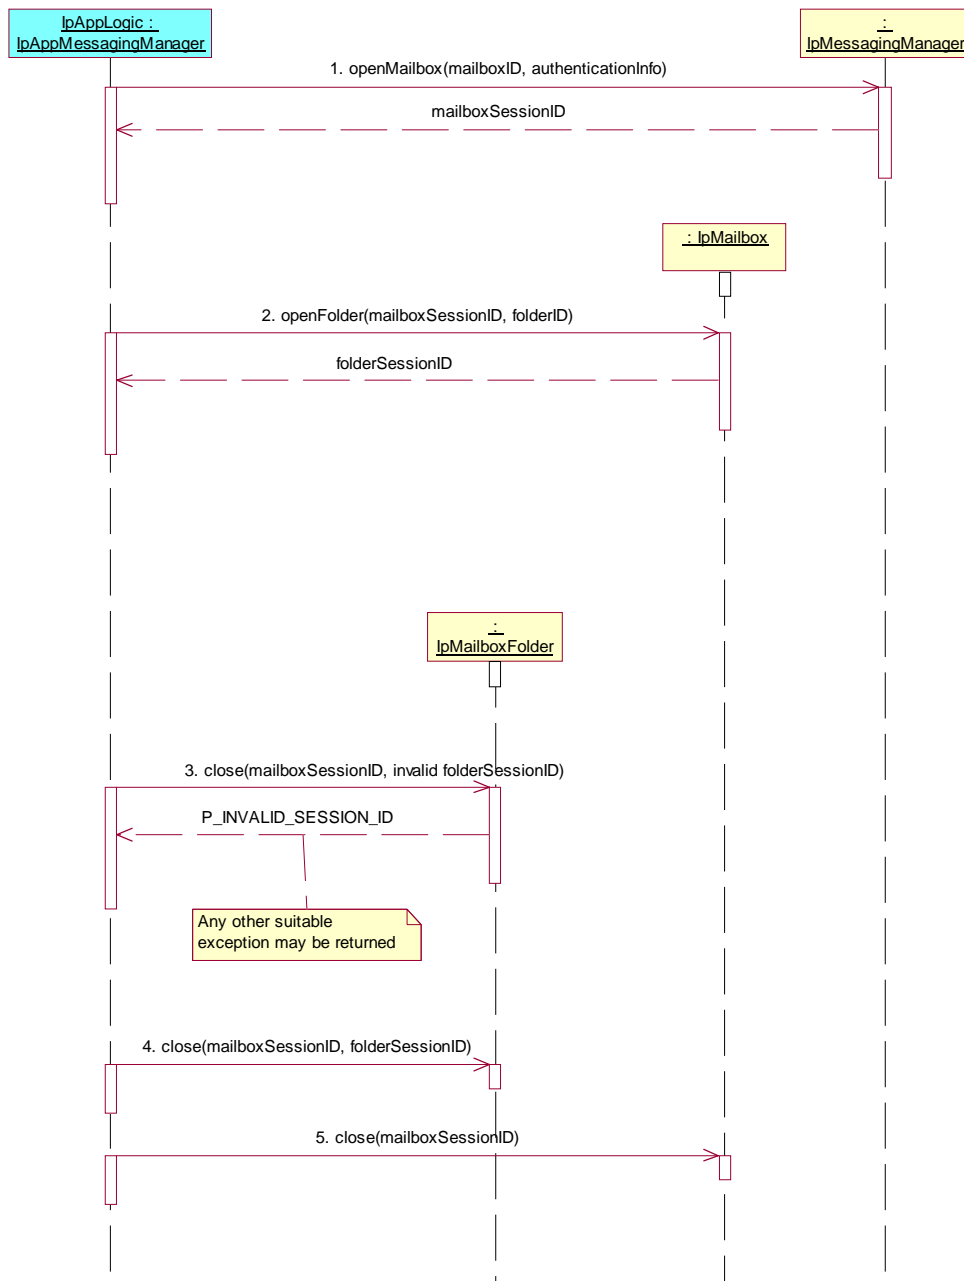 IpAppLogic :
IpAppMessagingManager
:
IpMessagingManager
1. openMailbox(mailboxID, authenticationInfo)
mailboxSessionID
: IpMailbox
2. openFolder(mailboxSessionID, folderID)
folderSessionID
:
IpMailboxFolder
3. close(mailboxSessionID, invalid folderSessionID)
P_INVALID_SESSION_ID
Any other suitable
exception may be returned
4. close(mailboxSessionID, folderSessionID)
5. close(mailboxSessionID)